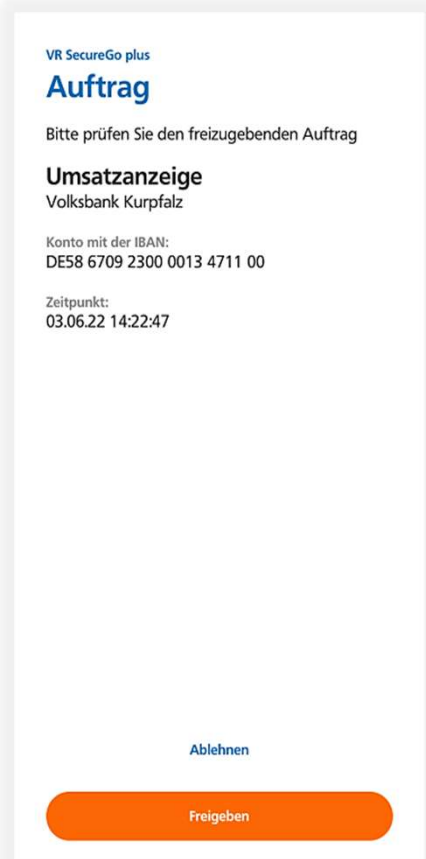 VR SecureGo plus
Auftrag
Bitte prüfen Sie den freizugebenden Auftrag
Umsatzanzeige
Volksbank Kurpfalz
Konto mit der IBAN:
DE58 6709 2300 0013 4711 00
Zeitpunkt:
03.06.22 14:22:47
Ablehnen
Freigeben